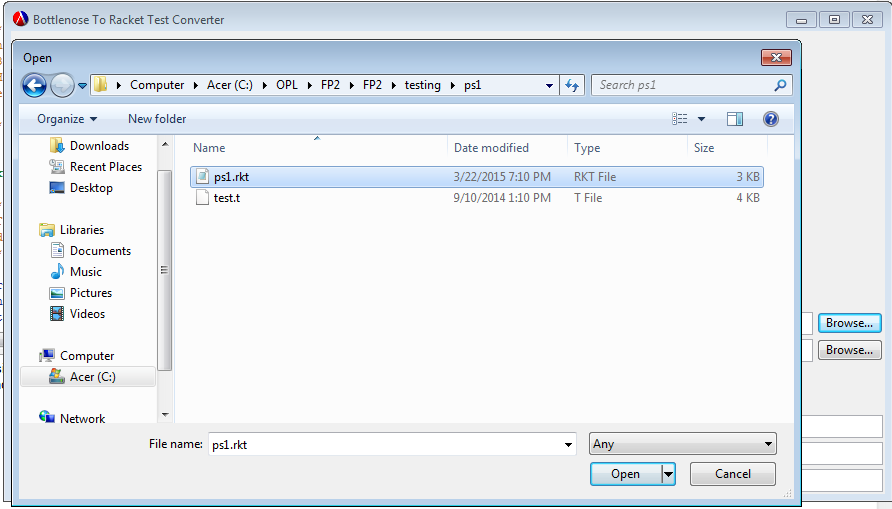 Bottlenose To Racket Test Converter
Open
Computer Acer (C:) OPL FP2 FP2 testing ps1
Search ps1
Organize New folder
Name Date modified Type Size
Downloads
Recent Places
Desktop
Libraries
Documents
Music
Pictures
Videos
Computer
Acer (C:)
Network
ps1.rkt 3/22/2015 7:10 PM RKT File 3 KB
test.t 9/10/2014 1:10 PM T File 4 KB
Browse...
Browse...
File name: ps1.rkt Any
Open Cancel